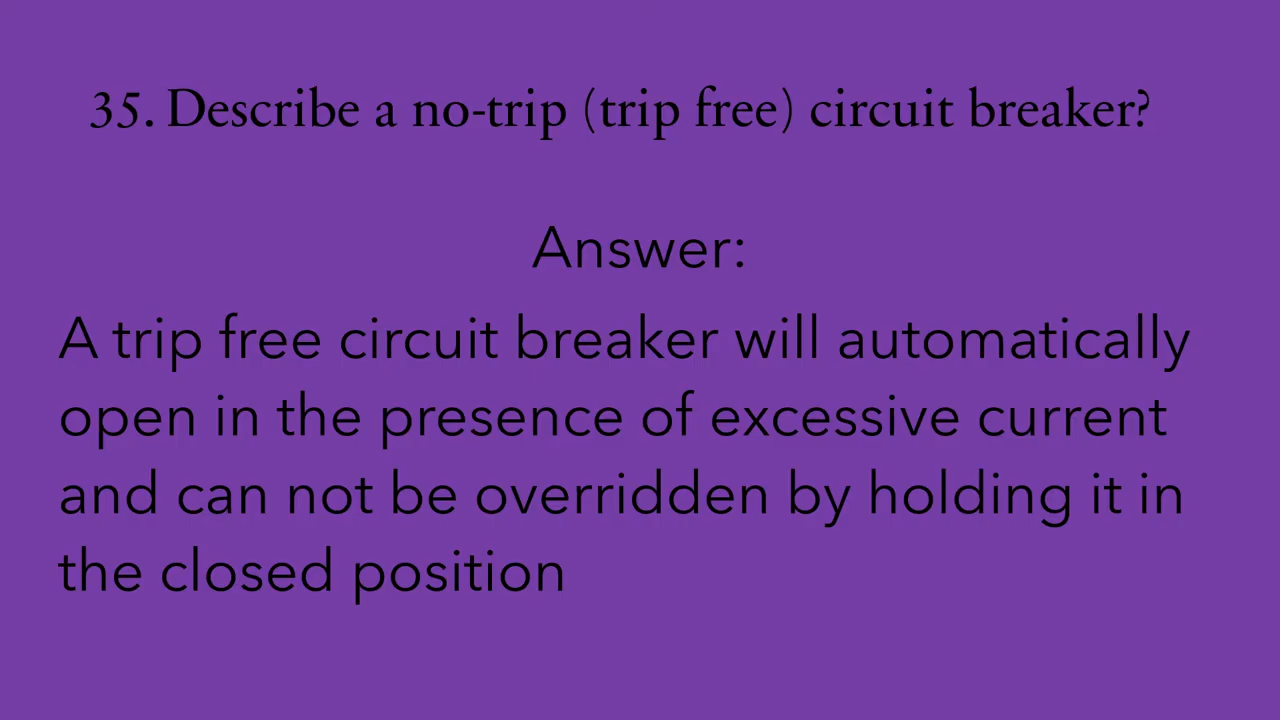 35. Describe a no-trip (trip free) circuit breaker?
Answer:
A trip free circuit breaker will automatically
open in the presence of excessive current
and can not be overridden by holding it in
the closed position